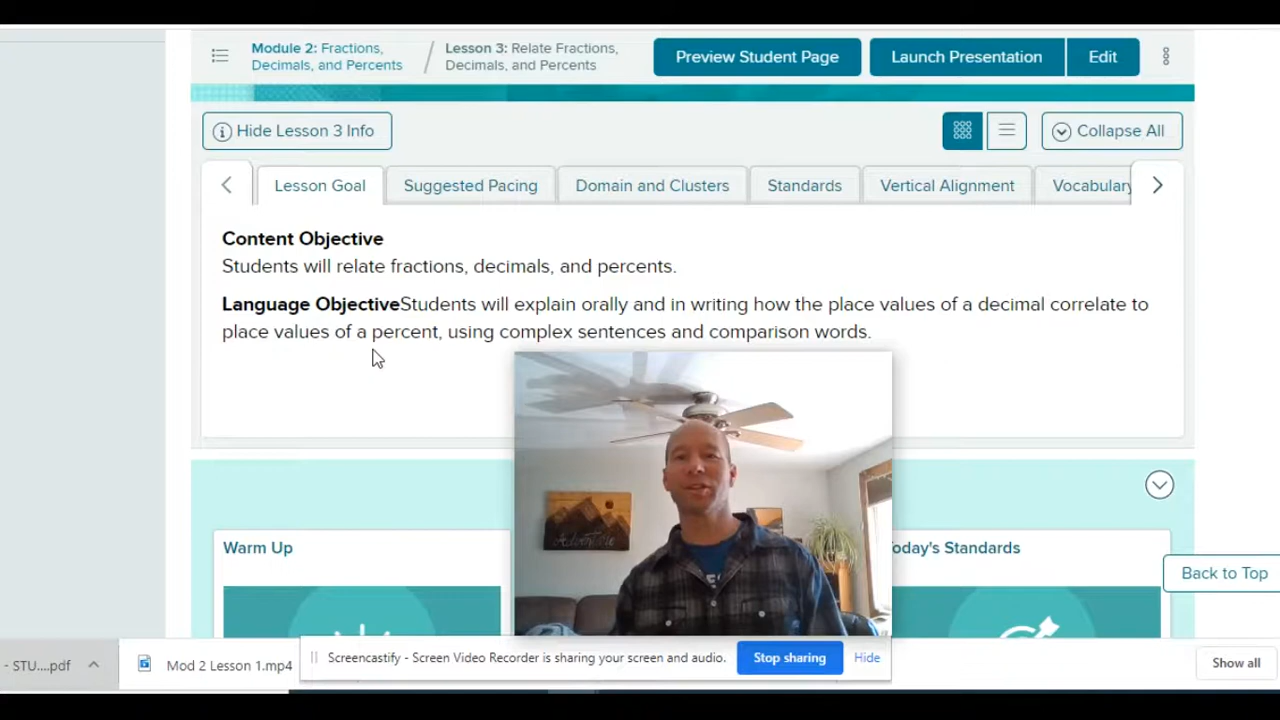 Module 2: Fractions,
Decimals, and Percents
Lesson 3: Relate Fractions,
Decimals, and Percents
Preview Student Page
Launch Presentation
Edit
Hide Lesson 3 Info
Collapse All
Lesson Goal
Suggested Pacing
Domain and Clusters
Standards
Vertical Alignment
Vocabulary
Content Objective
Students will relate fractions, decimals, and percents.
Language ObjectiveStudents will explain orally and in writing how the place values of a decimal correlate to
place values of a percent, using complex sentences and comparison words.
Adventure
Warm Up
oday's Standards
Back to Top
- STU....pdf
Mod 2 Lesson 1.mp4
Screencastify - Screen Video Recorder is sharing your screen and audio.
Stop sharing
Hide
Show all